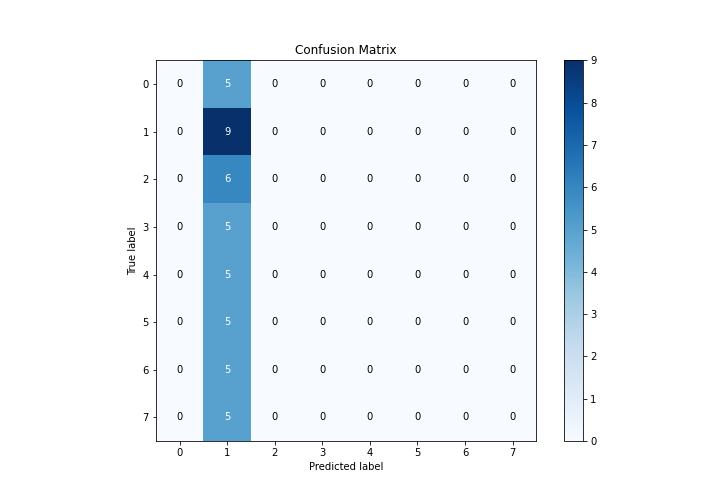 Confusion Matrix
True label
0 0 5 0 0 0 0 0 0
1 0 9 0 0 0 0 0 0
2 0 6 0 0 0 0 0 0
3 0 5 0 0 0 0 0 0
4 0 5 0 0 0 0 0 0
5 0 5 0 0 0 0 0 0
6 0 5 0 0 0 0 0 0
7 0 5 0 0 0 0 0 0
0 1 2 3 4 5 6 7
Predicted label
9
8
7
6
5
4
3
2
1
0